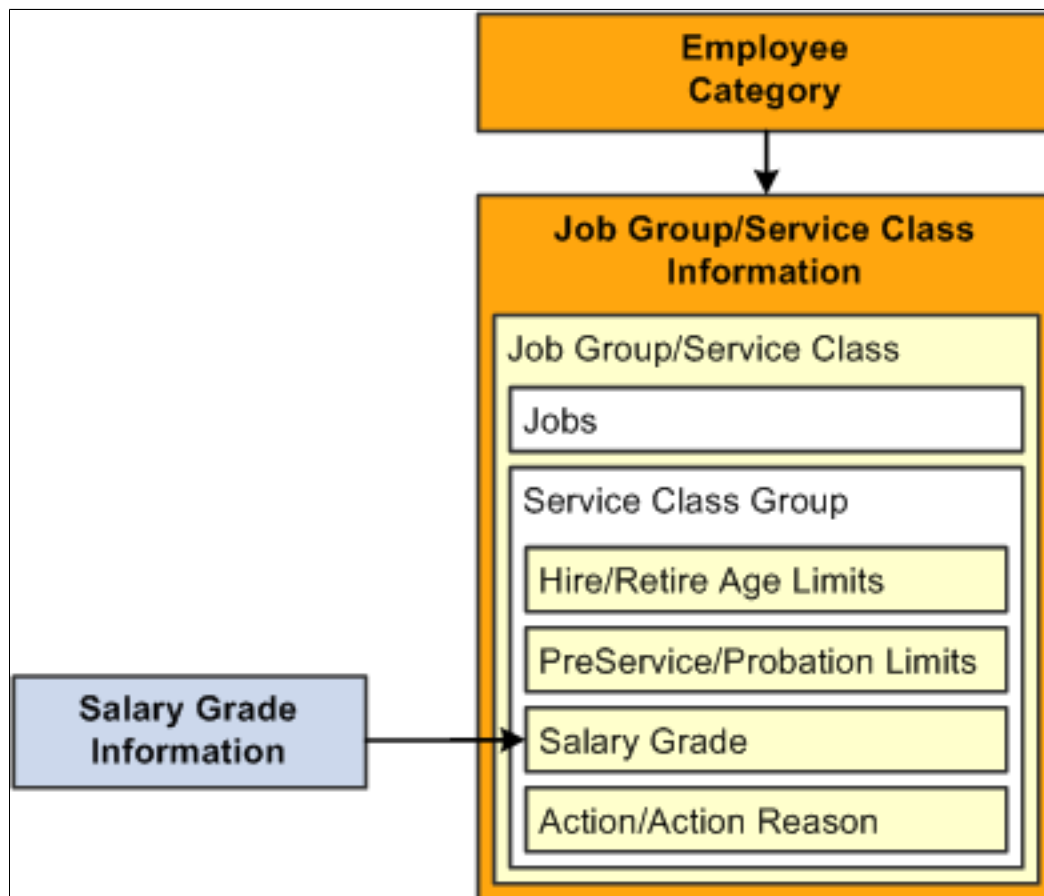 Employee
Category
Job Group/Service Class
Information
Job Group/Service Class
Jobs
Service Class Group
Hire/Retire Age Limits
PreService/Probation Limits
Salary Grade
Information
Salary Grade
Action/Action Reason